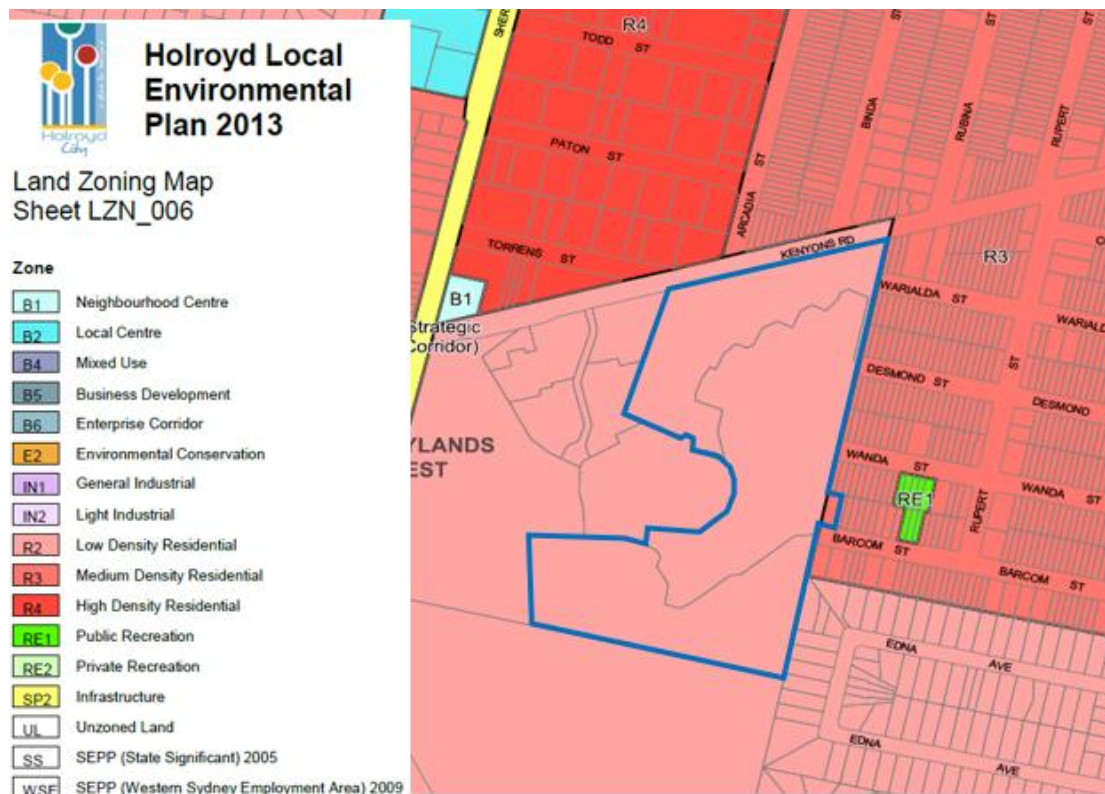 Holroyd Local
Environmental
Plan 2013
Holroyd
City
Land Zoning Map
Sheet LZN_006
Zone
B1 Neighbourhood Centre
B2 Local Centre
B4 Mixed Use
B5 Business Development
B6 Enterprise Corridor
E2 Environmental Conservation
IN1 General Industrial
IN2 Light Industrial
R2 Low Density Residential
R3 Medium Density Residential
R4 High Density Residential
RE1 Public Recreation
RE2 Private Recreation
SP2 Infrastructure
UL Unzoned Land
SS SEPP (State Significant) 2005
WSE SEPP (Western Sydney Employment Area) 2009
SHER
R4
TODD ST
ST
ST
ST
BINDA
RUBINA
RUPERT
PATON ST
ARCADIA ST
TORRENS ST
KENYONS RD
R3
B1
Strategic
Corridor)
WARIALDA ST
WARIALD
ST
DESMOND ST
DESMOND
YLANDS
EST
WANDA ST
WANDA ST
RE1
RUPERT
BARCOM ST
BARCOM ST
EDNA AVE
EDNA AVE